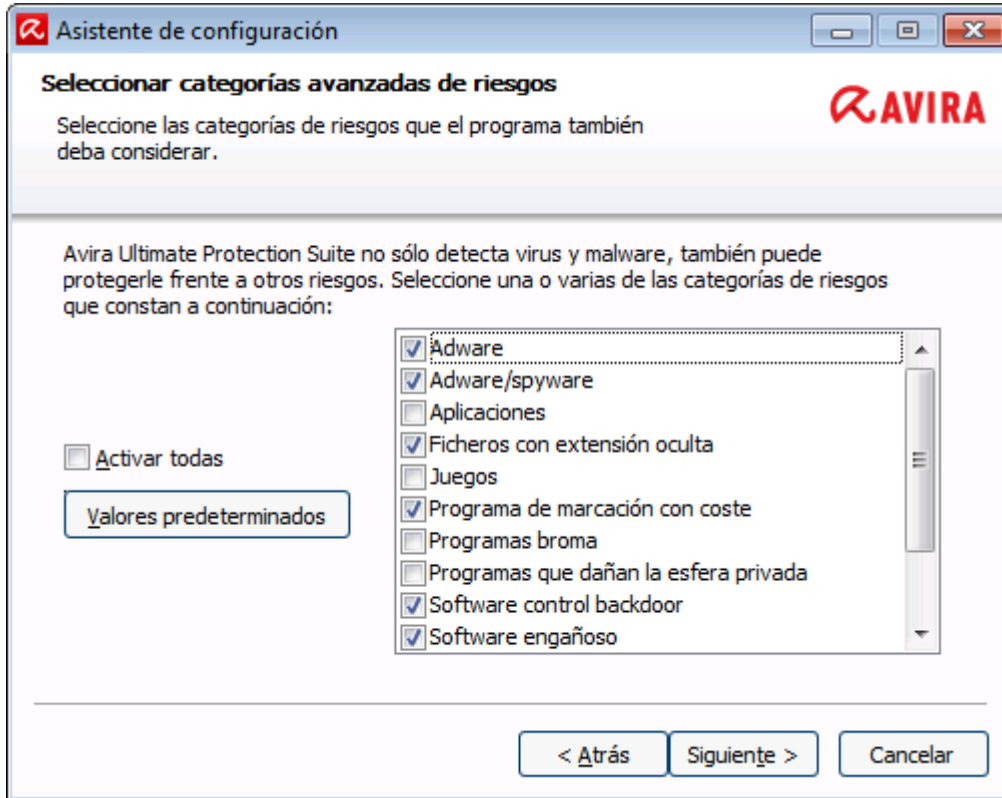 Asistente de configuración
Seleccionar categorías avanzadas de riesgos
Seleccione las categorías de riesgos que el programa también
deba considerar.
AVIRA
Avira Ultimate Protection Suite no sólo detecta virus y malware, también puede
protegerle frente a otros riesgos. Seleccione una o varias de las categorías de riesgos
que constan a continuación:
Adware
Adware/spyware
Aplicaciones
Ficheros con extensión oculta
Juegos
Programa de marcación con coste
Programas broma
Programas que dañan la esfera privada
Software control backdoor
Software engañoso
Activar todas
Valores predeterminados
< Atrás
Siguiente >
Cancelar